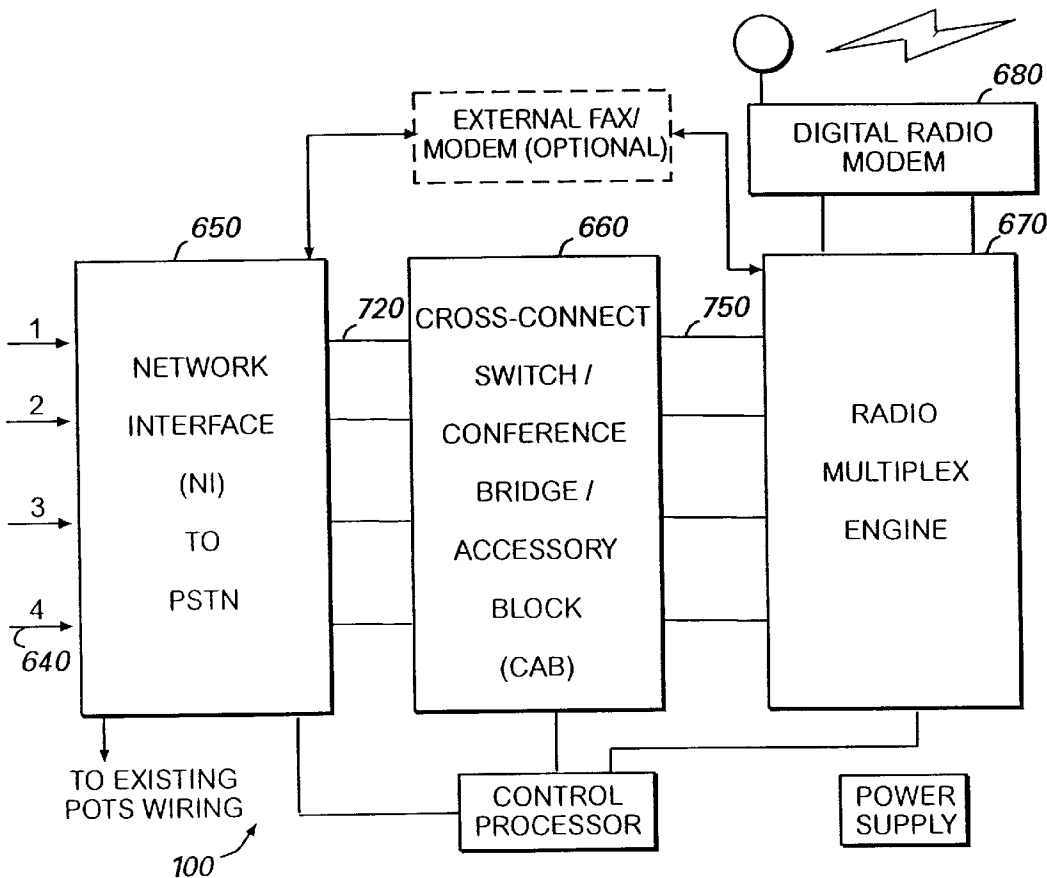 680
EXTERNAL FAX/
MODEM (OPTIONAL)
DIGITAL RADIO
MODEM
650
660
670
1
2
3
4
640
NETWORK
INTERFACE
(NI)
TO
PSTN
720
CROSS-CONNECT
SWITCH /
CONFERENCE
BRIDGE /
ACCESSORY
BLOCK
(CAB)
750
RADIO
MULTIPLEX
ENGINE
TO EXISTING
POTS WIRING
100
CONTROL
PROCESSOR
POWER
SUPPLY